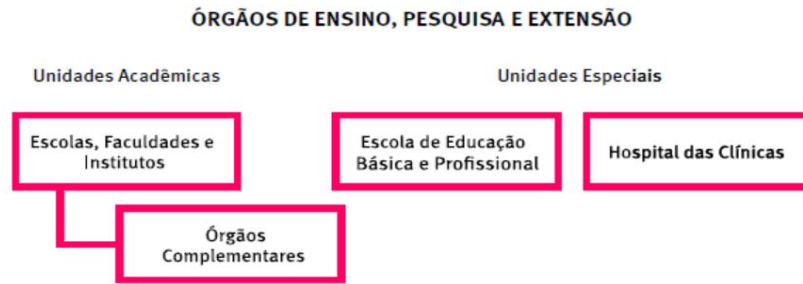 ÓRGÃOS DE ENSINO, PESQUISA E EXTENSÃO
Unidades Acadêmicas
Unidades Especiais
Escolas, Faculdades e
Institutos
Escola de Educação
Básica e Profissional
Hospital das Clínicas
Órgãos
Complementares